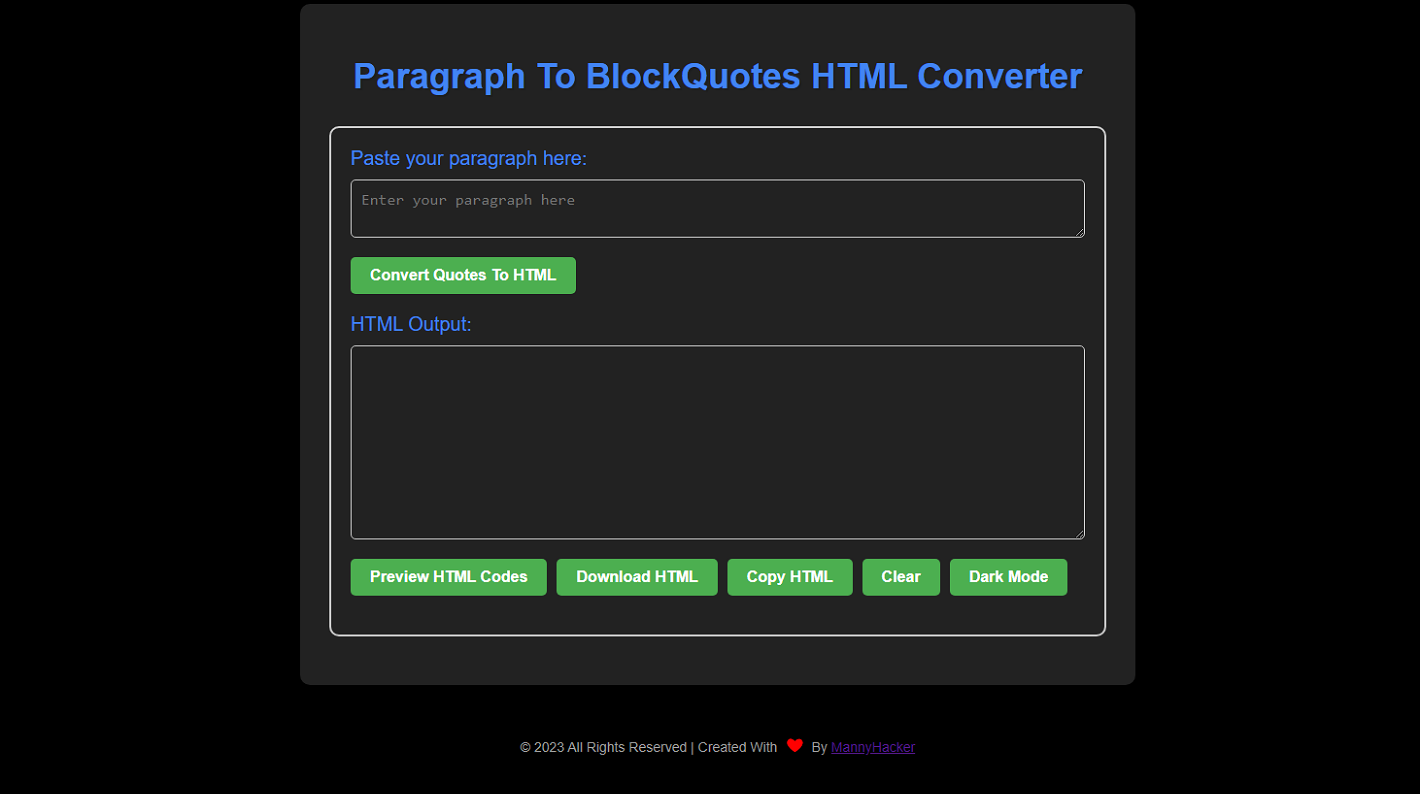 Paragraph To BlockQuotes HTML Converter
Paste your paragraph here:
Enter your paragraph here
Convert Quotes To HTML
HTML Output:
Preview HTML Codes Download HTML Copy HTML Clear Dark Mode
© 2023 All Rights Reserved | Created With ❤ By MannyHacker